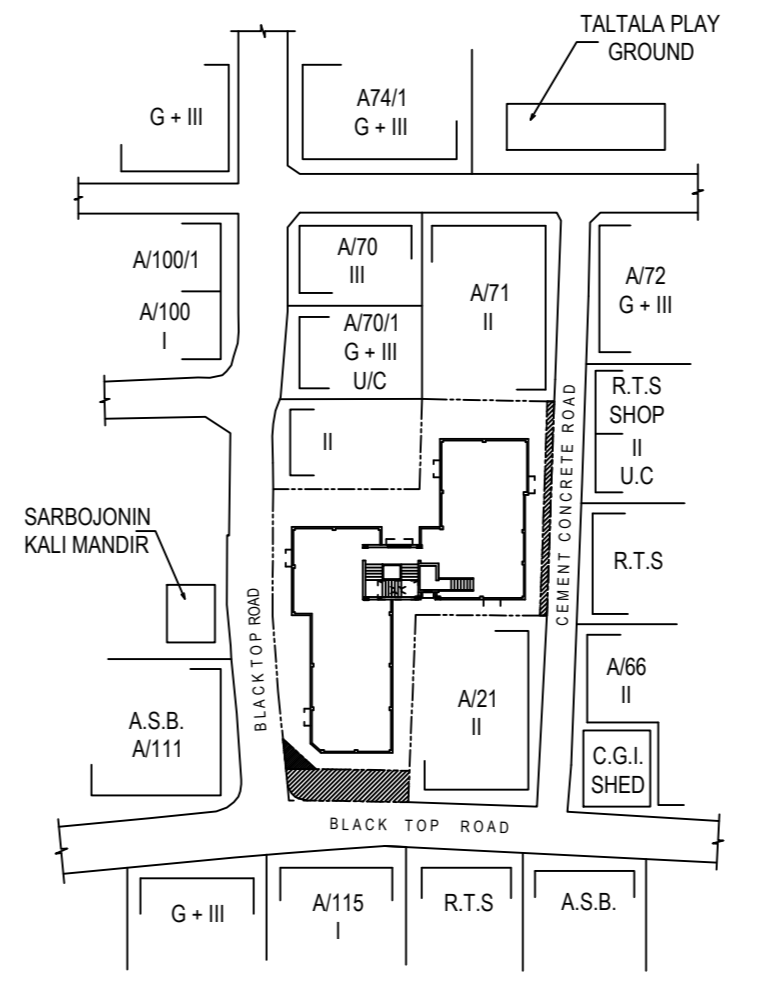 TALTALA PLAY
GROUND
G + III
A74/1
G + III
A/100/1
A/100
I
A/70
III
A/70/1
G + III
U/C
A/71
II
A/72
G + III
R.T.S
SHOP
II
U.C
II
CEMENT CONCRETE ROAD
SARBOJONIN
KALI MANDIR
R.T.S
BLACKTOP ROAD
A.S.B.
A/111
A/21
II
A/66
II
C.G.I.
SHED
BLACK TOP ROAD
G + III
A/115
I
R.T.S
A.S.B.